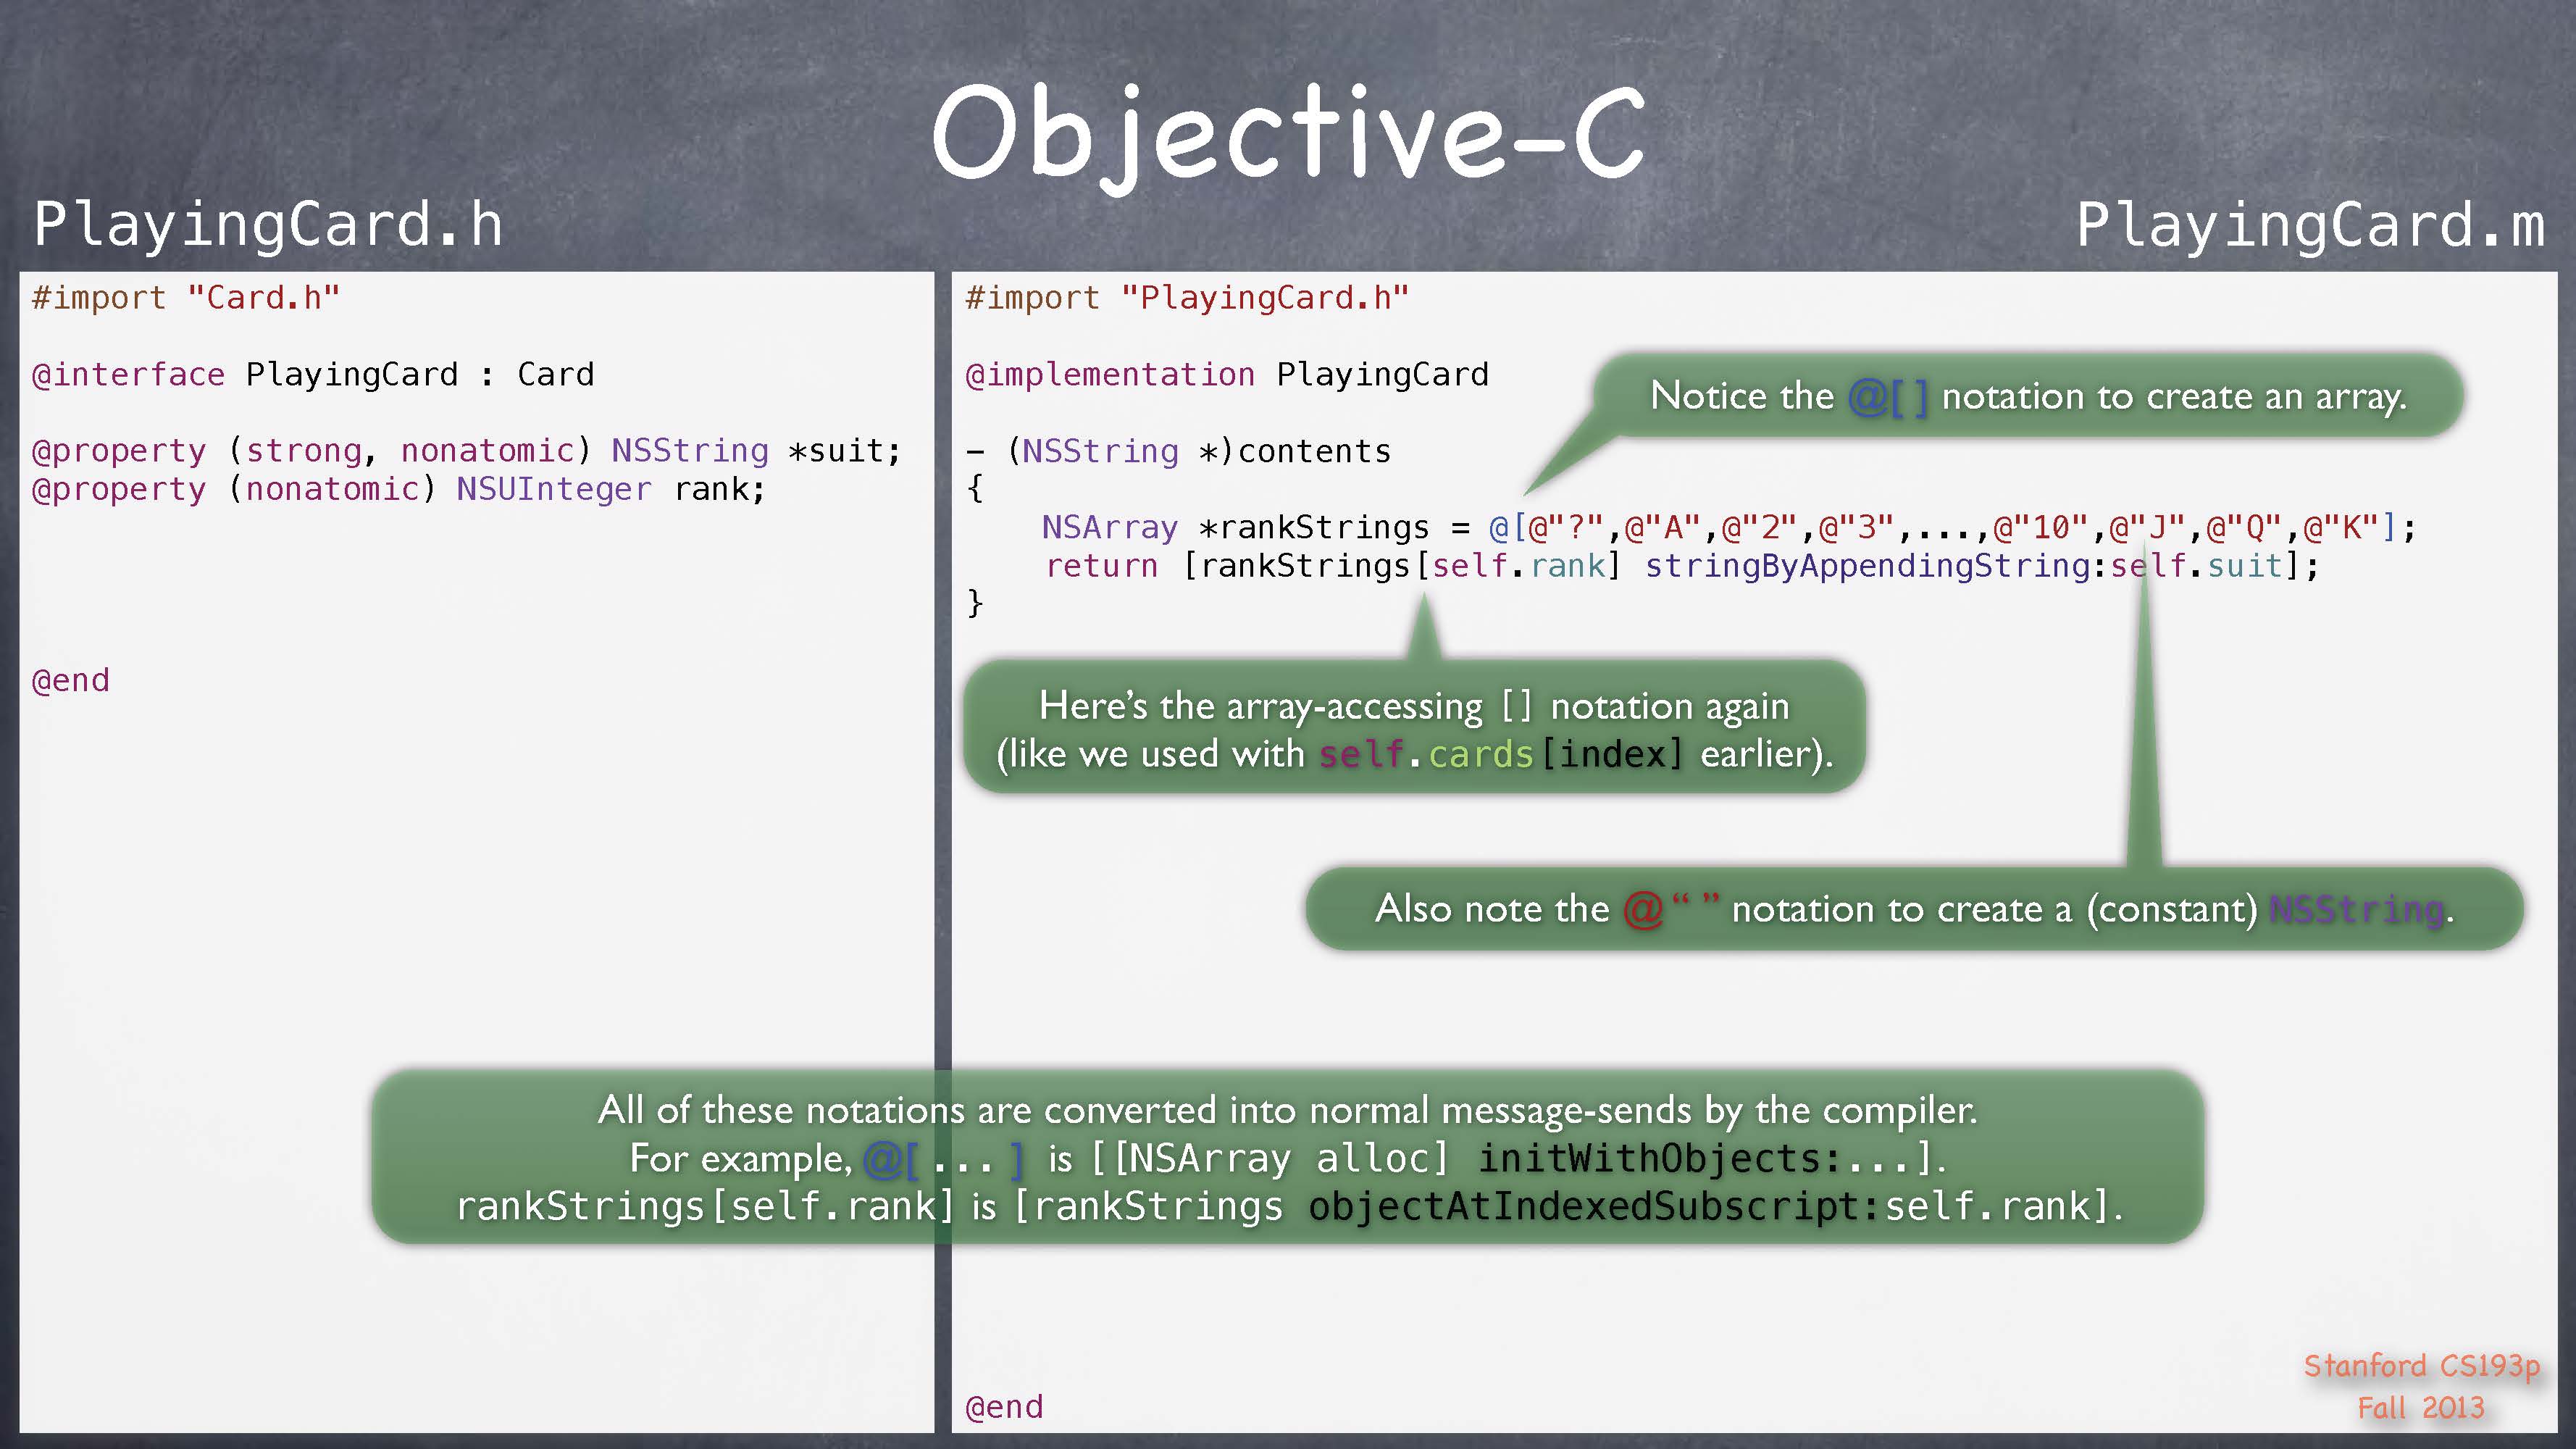 Objective-C
PlayingCard.h
PlayingCard.m
#import "Card.h"
@interface PlayingCard : Card
@property (strong, nonatomic) NSString *suit;
@property (nonatomic) NSUInteger rank;
@end
#import "PlayingCard.h"
@implementation PlayingCard
Notice the @[] notation to create an array.
- (NSString *)contents
{
NSArray *rankStrings = @[@"?",@"A",@"2",@"3",...,@"10",@"J",@"Q",@"K"];
return [rankStrings[self.rank] stringByAppendingString:self.suit];
}
Here's the array-accessing [] notation again
(like we used with self.cards[index] earlier).
Also note the @“ ” notation to create a (constant) NSString.
All of these notations are converted into normal message-sends by the compiler.
For example, @[ ... ] is [[NSArray alloc] initWithObjects:...].
rankStrings[self.rank] is [rankStrings objectAtIndexedSubscript:self.rank].
@end
Stanford CS193p
Fall 2013